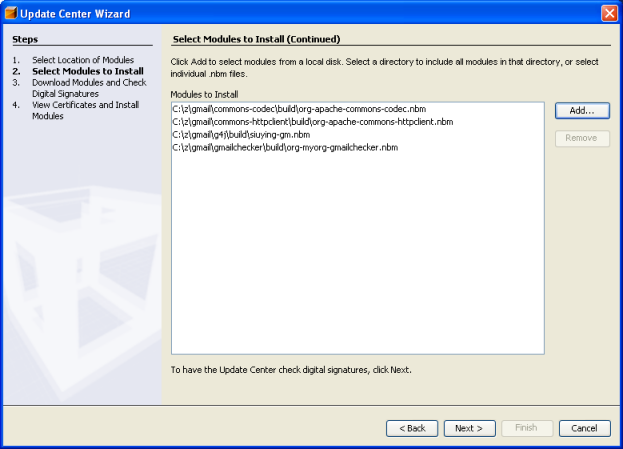 Update Center Wizard
Steps
1. Select Location of Modules
2. Select Modules to Install
3. Download Modules and Check
Digital Signatures
4. View Certificates and Install
Modules
Select Modules to Install (Continued)
Click Add to select modules from a local disk. Select a directory to include all modules in that directory, or select
individual .nbm files.
Modules to Install
C:\z\gmail\commons-codec\build\org-apache-commons-codec.nbm
C:\z\gmail\commons-httpclient\build\org-apache-commons-httpclient.nbm
C:\z\gmail\g4j\build\siuying-gm.nbm
C:\z\gmail\gmailchecker\build\org-myorg-gmailchecker.nbm
Add...
Remove
To have the Update Center check digital signatures, click Next.
< Back
Next >
Finish
Cancel